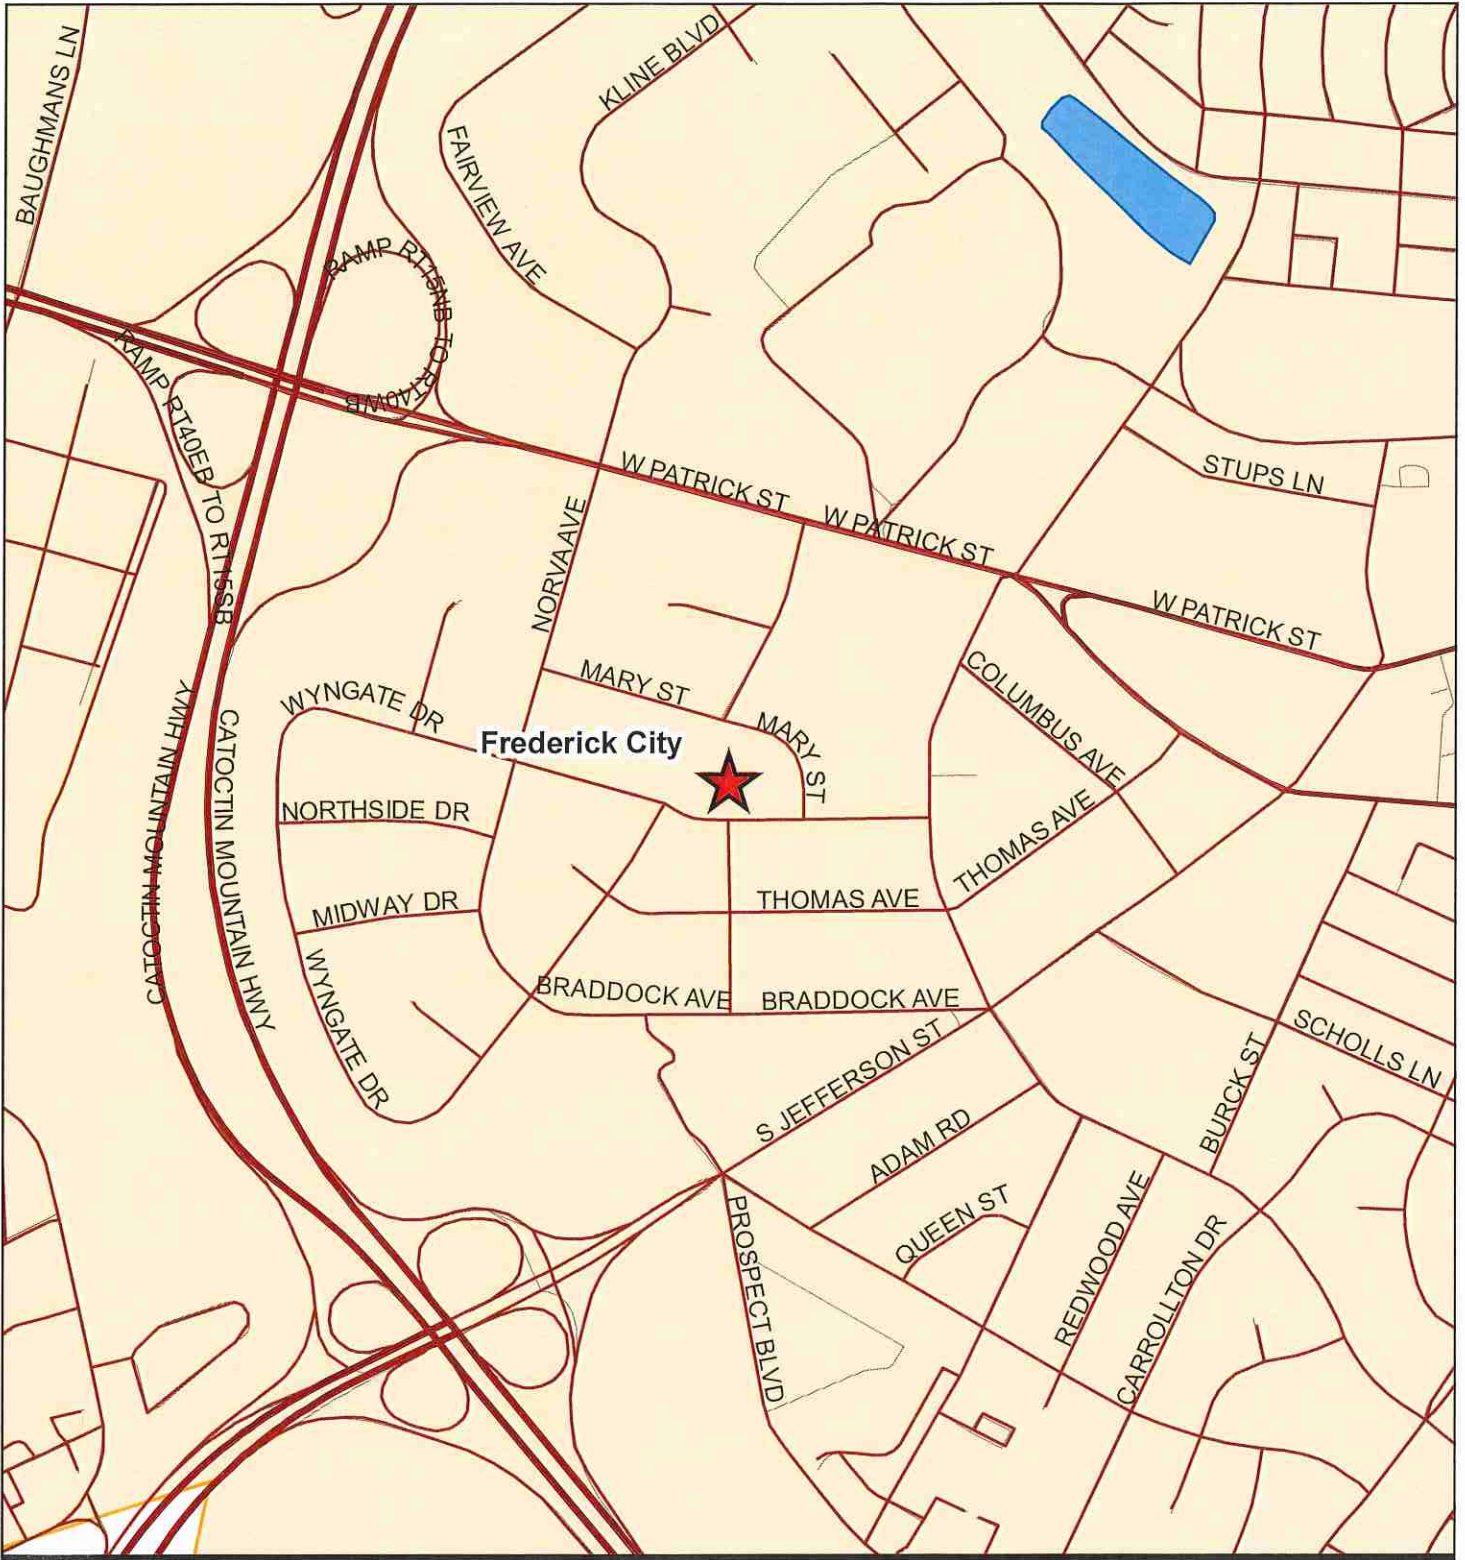 BAUGHMANS LN
KLINE BLVD
FAIRVIEW AVE
RAMP RT15NB TO RT40WB
RAMP RT40EB TO RT15SB
W PATRICK ST
W PATRICK ST
STUPS LN
NORVA AVE
W PATRICK ST
MARY ST
COLUMBUS AVE
WYNGATE DR
MARY ST
Frederick City
CATOCTIN MOUNTAIN HWY
CATOCTIN MOUNTAIN HWY
NORTHSIDE DR
THOMAS AVE
MIDWAY DR
THOMAS AVE
WYNGATE DR
BRADDOCK AVE
BRADDOCK AVE
S JEFFERSON ST
SCHOLLS LN
BURCK ST
ADAM RD
QUEEN ST
REDWOOD AVE
PROSPECT BLVD
CARROLLTON DR